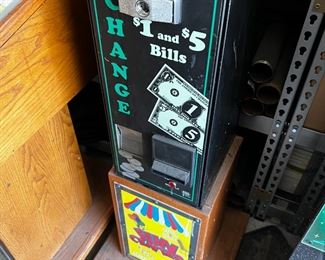 CHANGE
$1 and $5
Bills
1
5